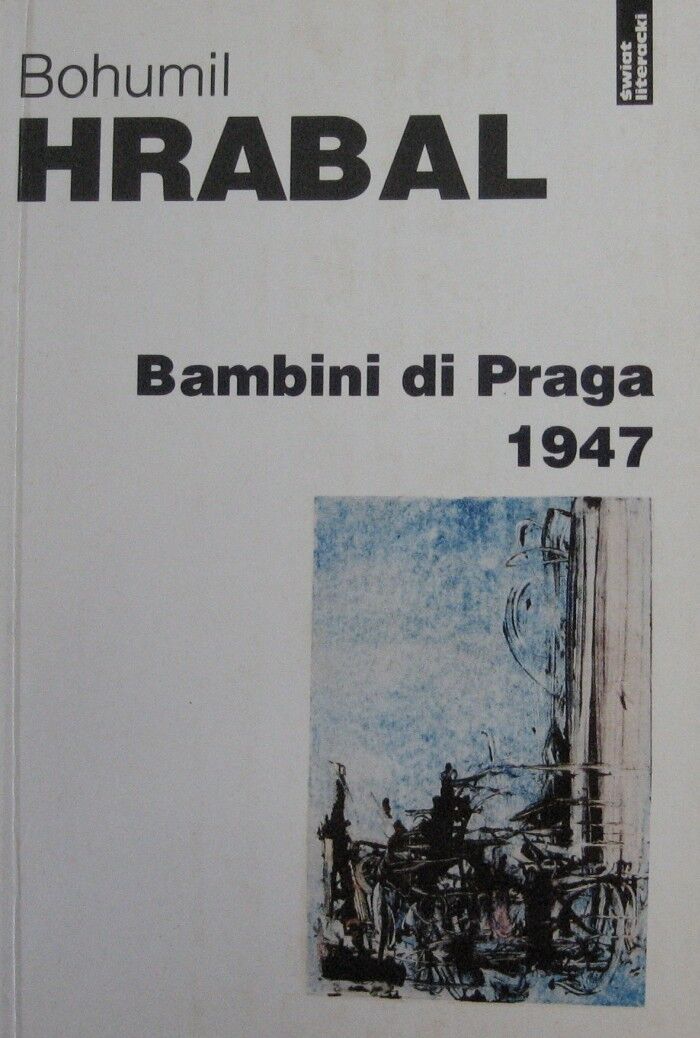 Bohumil
HRABAL
świat
literacki
Bambini di Praga
1947